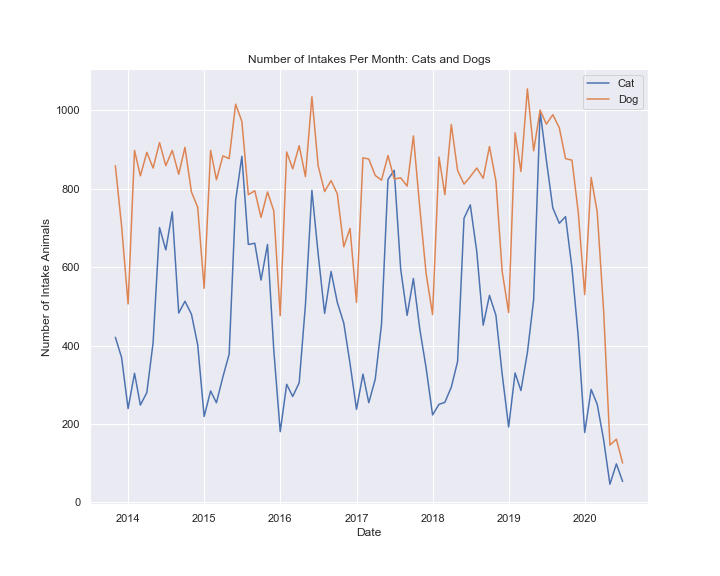 Number of Intakes Per Month: Cats and Dogs
Cat
Dog
1000
800
600
400
200
0
Number of Intake Animals
2014 2015 2016 2017 2018 2019 2020
Date